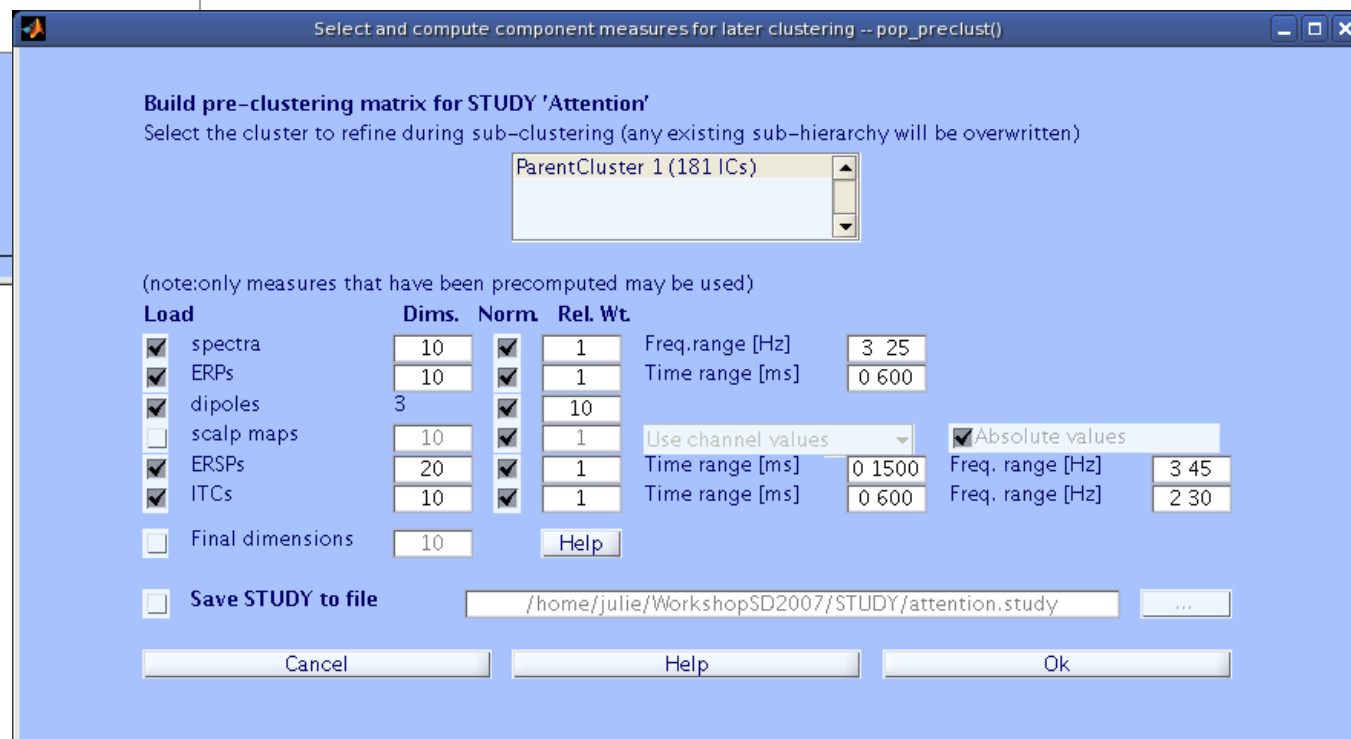 Select and compute component measures for later clustering -- pop_preclust()
Build pre-clustering matrix for STUDY 'Attention'
Select the cluster to refine during sub-clustering (any existing sub-hierarchy will be overwritten)
ParentCluster 1 (181 ICs)
(note:only measures that have been precomputed may be used)
Load Dims. Norm. Rel. Wt.
spectra 10 1 Freq.range [Hz] 3 25
ERPs 10 1 Time range [ms] 0 600
dipoles 3 10
scalp maps 10 1 Use channel values Absolute values
ERSPs 20 1 Time range [ms] 0 1500 Freq. range [Hz] 3 45
ITCs 10 1 Time range [ms] 0 600 Freq. range [Hz] 2 30
Final dimensions 10 Help
Save STUDY to file /home/julie/WorkshopSD2007/STUDY/attention.study ...
Cancel Help Ok